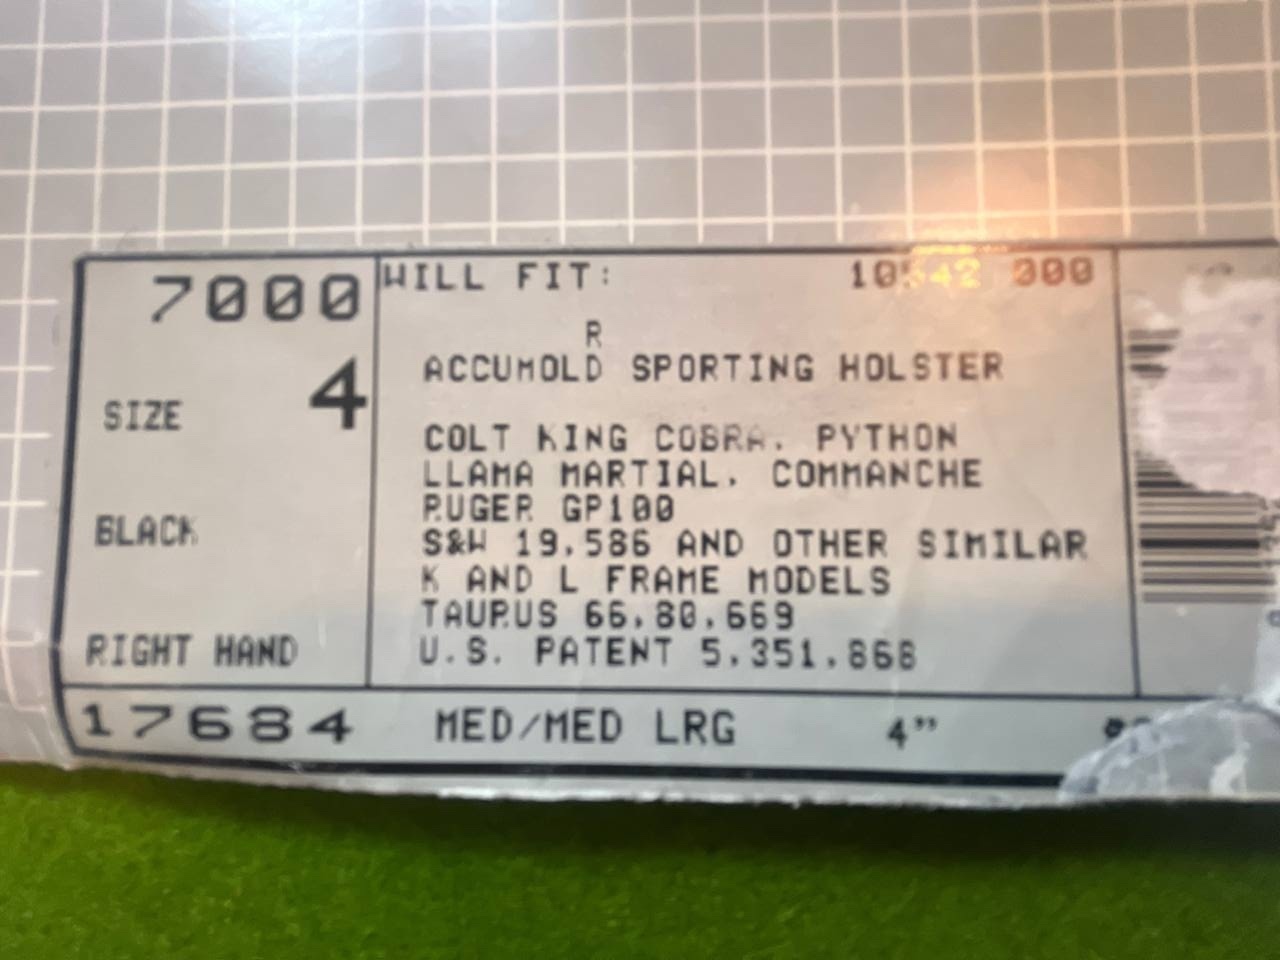 7000
SIZE 4
BLACK
RIGHT HAND
WILL FIT: 10542 000
R
ACCUMOLD SPORTING HOLSTER
COLT KING COBRA, PYTHON
LLAMA MARTIAL, COMMANCHE
RUGER GP100
S&W 19,586 AND OTHER SIMILAR
K AND L FRAME MODELS
TAURUS 66,80,669
U.S. PATENT 5,351,868
17684 MED/MED LRG 4"